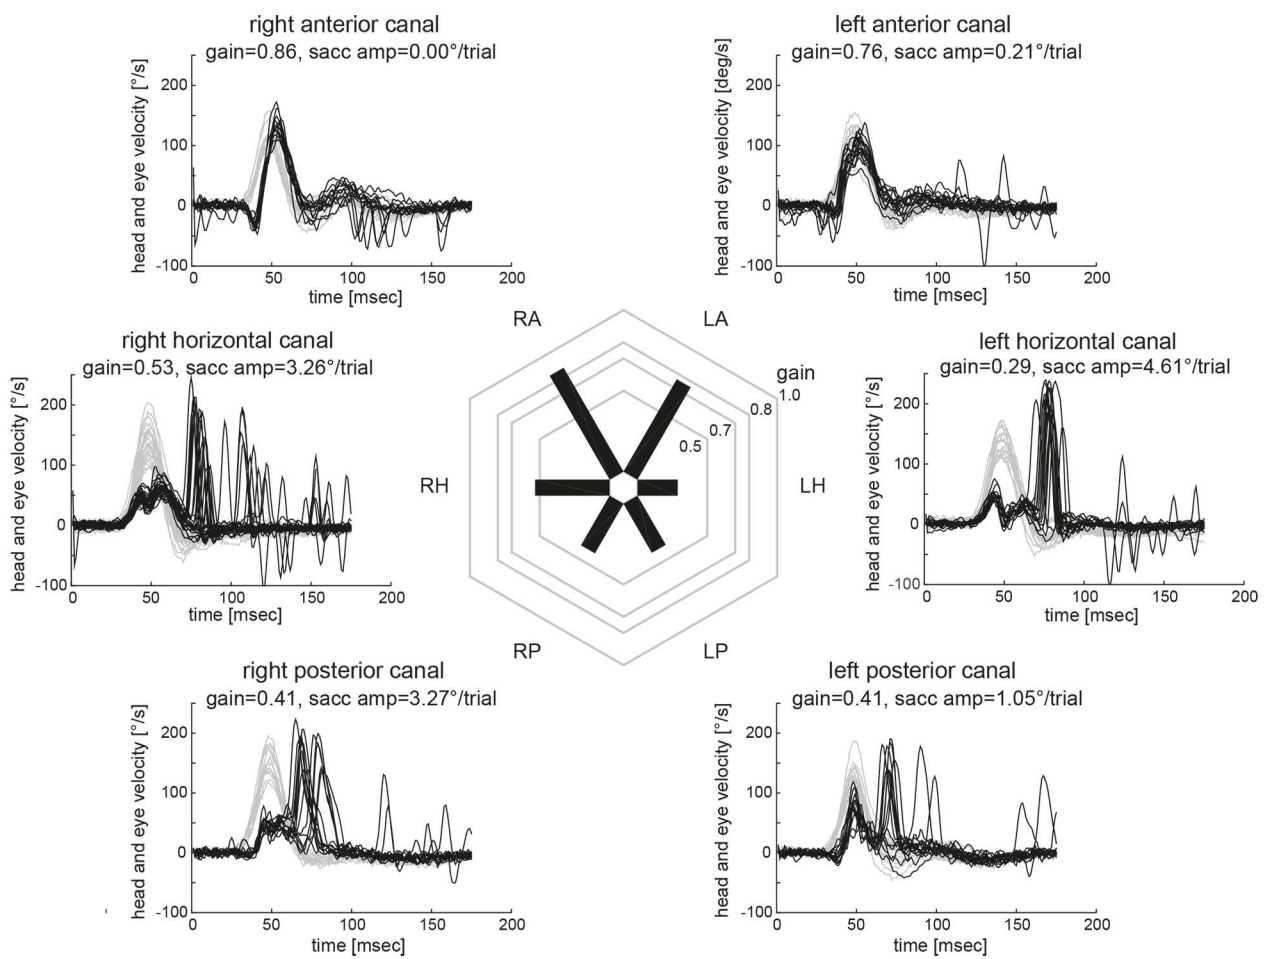 right anterior canal
gain=0.86, sacc amp=0.00°/trial
head and eye velocity [°/s]
200
100
0
-100
0 50 100 150 200
time [msec]
left anterior canal
gain=0.76, sacc amp=0.21°/trial
head and eye velocity [deg/s]
200
100
0
-100
0 50 100 150 200
time [msec]
right horizontal canal
gain=0.53, sacc amp=3.26°/trial
head and eye velocity [°/s]
200
100
0
-100
0 50 100 150 200
time [msec]
RA
LA
gain
1.0
0.8
0.7
0.5
RH
LH
RP
LP
left horizontal canal
gain=0.29, sacc amp=4.61°/trial
head and eye velocity [°/s]
200
100
0
-100
0 50 100 150 200
time [msec]
right posterior canal
gain=0.41, sacc amp=3.27°/trial
head and eye velocity [°/s]
200
100
0
-100
0 50 100 150 200
time [msec]
left posterior canal
gain=0.41, sacc amp=1.05°/trial
head and eye velocity [°/s]
200
100
0
-100
0 50 100 150 200
time [msec]